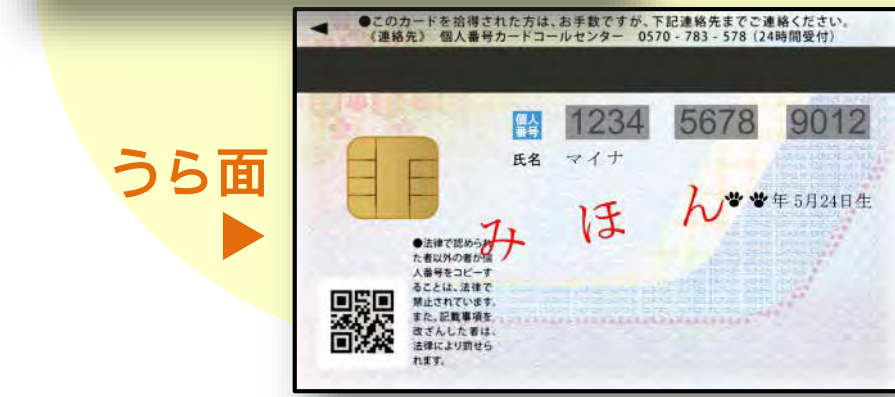 ●このカードを拾得された方は、お手数ですが、下記連絡先までご連絡ください。
《連絡先》 個人番号カードコールセンター 0570-783-578（24時間受付）
うら面
個人番号 1234 5678 9012
氏名 マイナ
年 5月24日生
みほん
●法律で認められ
た者以外の者が個
人番号をコピーす
ることは、法律で
禁止されています。
また、記載事項を
改ざんした者は、
法律により罰せら
れます。